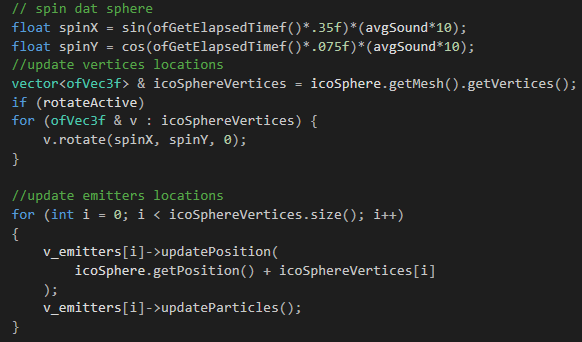 // spin dat sphere
float spinX = sin(ofGetElapsedTimef()*.35f)*(avgSound*10);
float spinY = cos(ofGetElapsedTimef()*.075f)*(avgSound*10);
//update vertices locations
vector<ofVec3f> & icoSphereVertices = icoSphere.getMesh().getVertices();
if (rotateActive)
for (ofVec3f & v : icoSphereVertices) {
    v.rotate(spinX, spinY, 0);
}

//update emitters locations
for (int i = 0; i < icoSphereVertices.size(); i++)
{
    v_emitters[i]->updatePosition(
        icoSphere.getPosition() + icoSphereVertices[i]
    );
    v_emitters[i]->updateParticles();
}